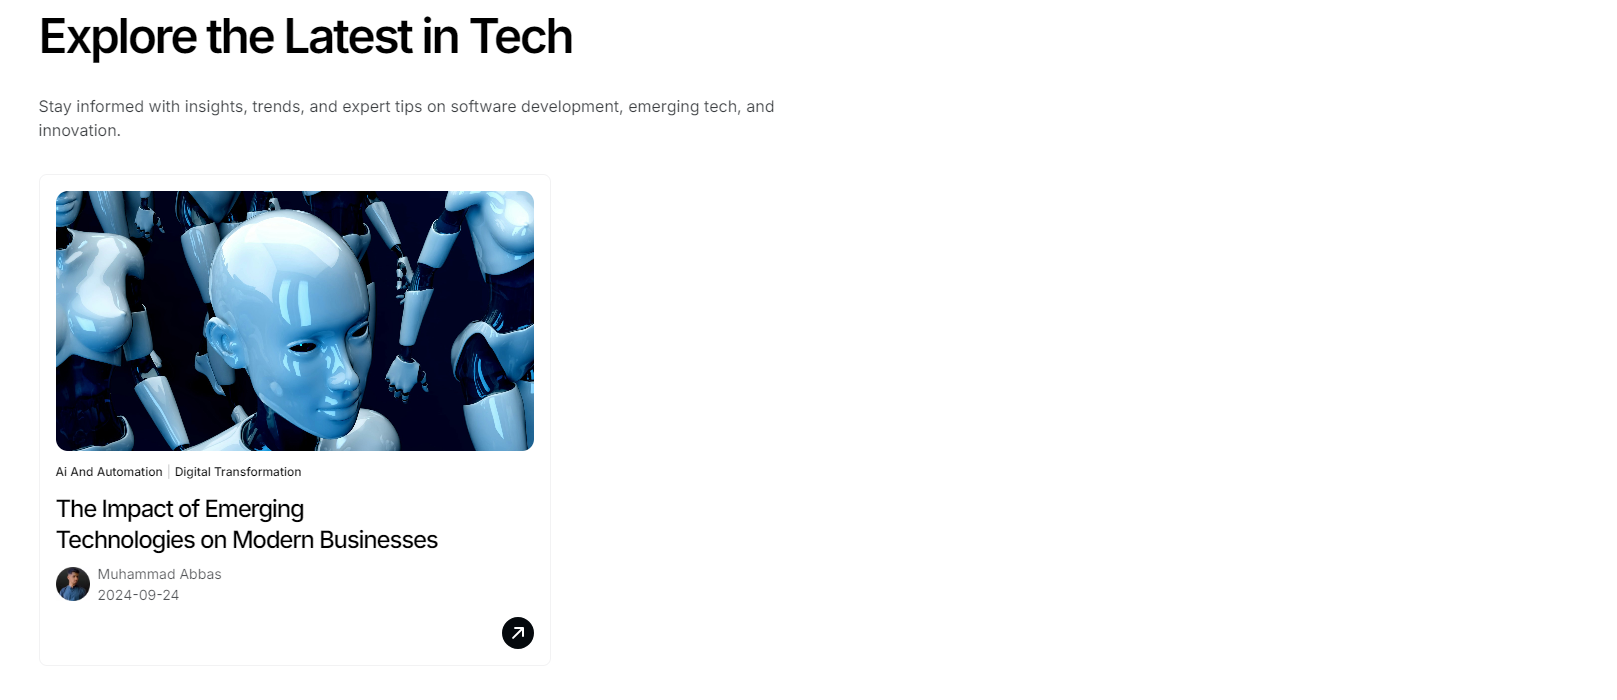 Explore the Latest in Tech
Stay informed with insights, trends, and expert tips on software development, emerging tech, and
innovation.
Ai And Automation | Digital Transformation
The Impact of Emerging
Technologies on Modern Businesses
Muhammad Abbas
2024-09-24